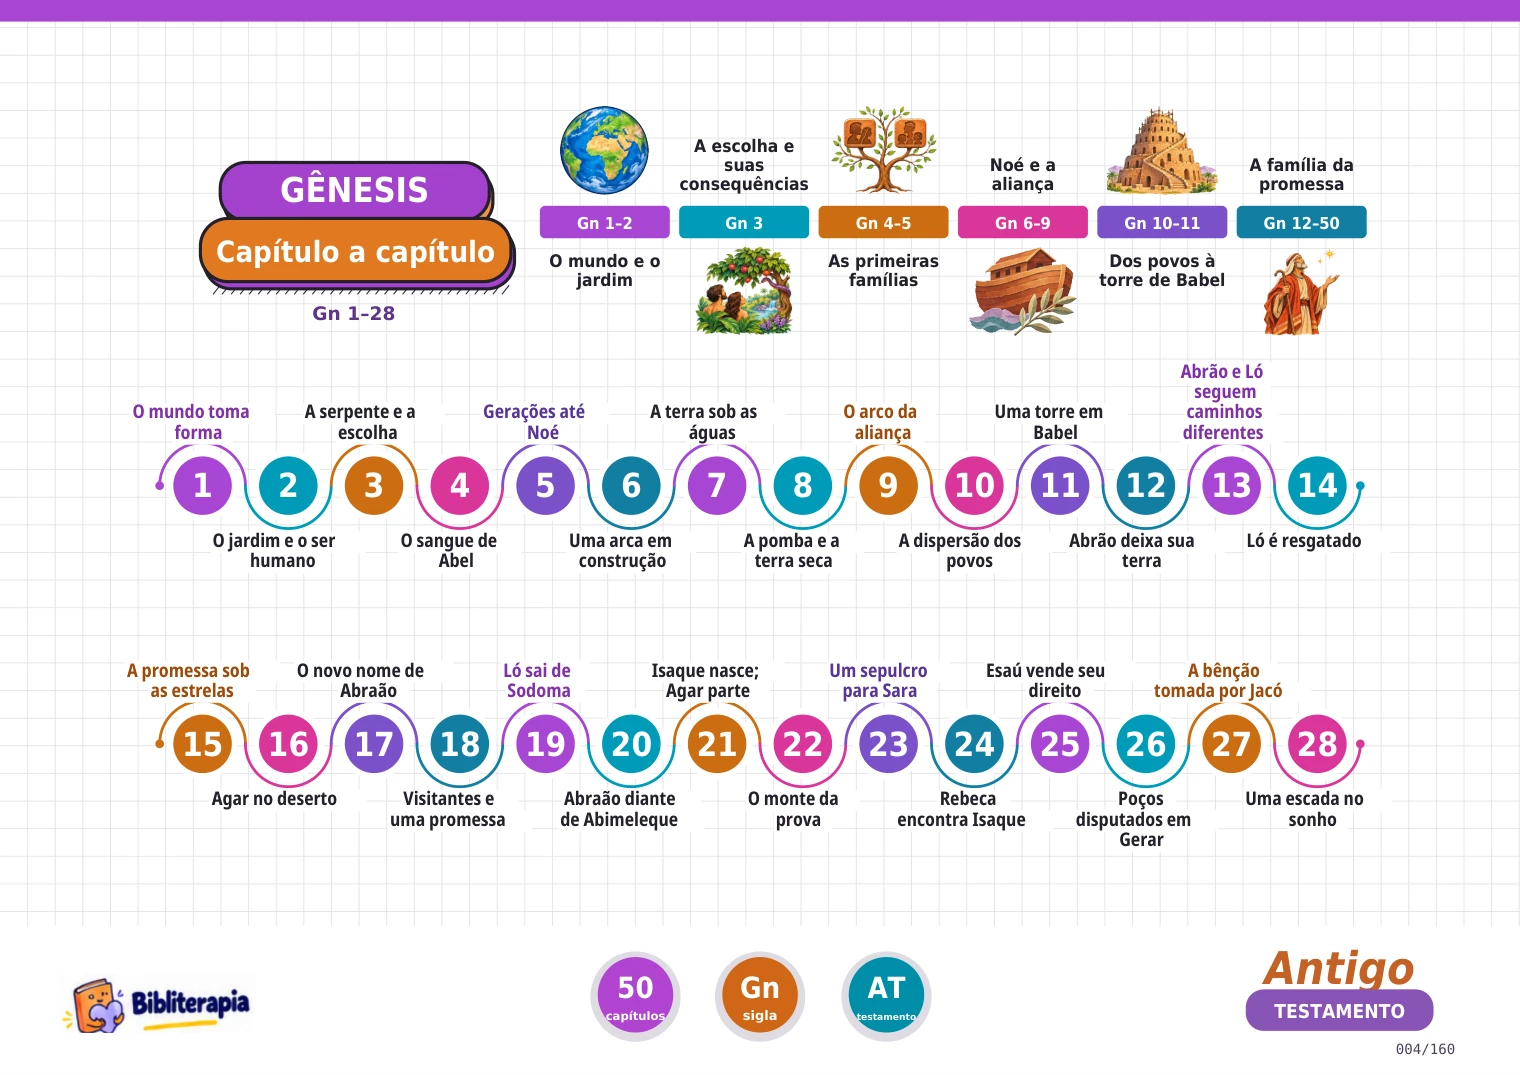 GÊNESIS
Capítulo a capítulo
Gn 1–28
A escolha e
suas
consequências
Noé e a
aliança
A família da
promessa
Gn 1–2
Gn 3
Gn 4–5
Gn 6–9
Gn 10–11
Gn 12–50
O mundo e o
jardim
As primeiras
famílias
Dos povos à
torre de Babel
O mundo toma
forma
A serpente e a
escolha
Gerações até
Noé
A terra sob as
águas
O arco da
aliança
Uma torre em
Babel
Abrão e Ló
seguem
caminhos
diferentes
1
2
3
4
5
6
7
8
9
10
11
12
13
14
O jardim e o ser
humano
O sangue de
Abel
Uma arca em
construção
A pomba e a
terra seca
A dispersão dos
povos
Abrão deixa sua
terra
Ló é resgatado
A promessa sob
as estrelas
O novo nome de
Abraão
Ló sai de
Sodoma
Isaque nasce;
Agar parte
Um sepulcro
para Sara
Esaú vende seu
direito
A bênção
tomada por Jacó
15
16
17
18
19
20
21
22
23
24
25
26
27
28
Agar no deserto
Visitantes e
uma promessa
Abraão diante
de Abimeleque
O monte da
prova
Rebeca
encontra Isaque
Poços
disputados em
Gerar
Uma escada no
sonho
Bibliterapia
50
capítulos
Gn
sigla
AT
testamento
Antigo
TESTAMENTO
004/160